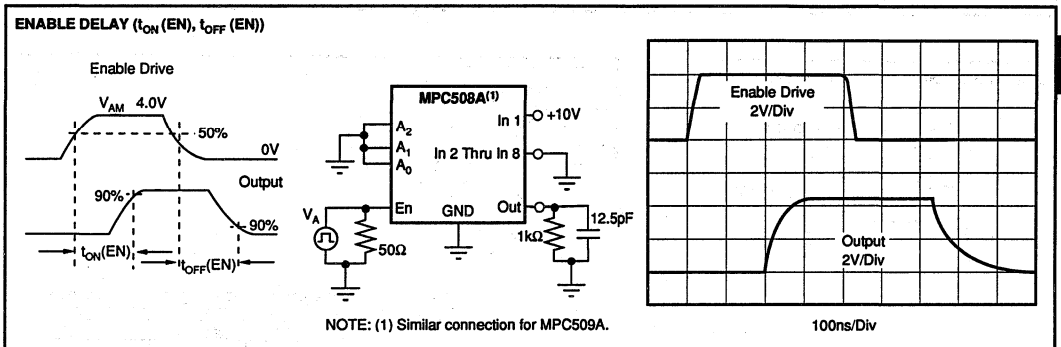 ENABLE DELAY (tON (EN), tOFF (EN))
Enable Drive
VAM 4.0V
50%
0V
Output
90%
90%
tON(EN)
tOFF(EN)
MPC508A(1)
A2
A1
A0
In 1
+10V
In 2 Thru In 8
VA
En
GND
Out
50Ω
1kΩ
12.5pF
NOTE: (1) Similar connection for MPC509A.
Enable Drive
2V/Div
Output
2V/Div
100ns/Div